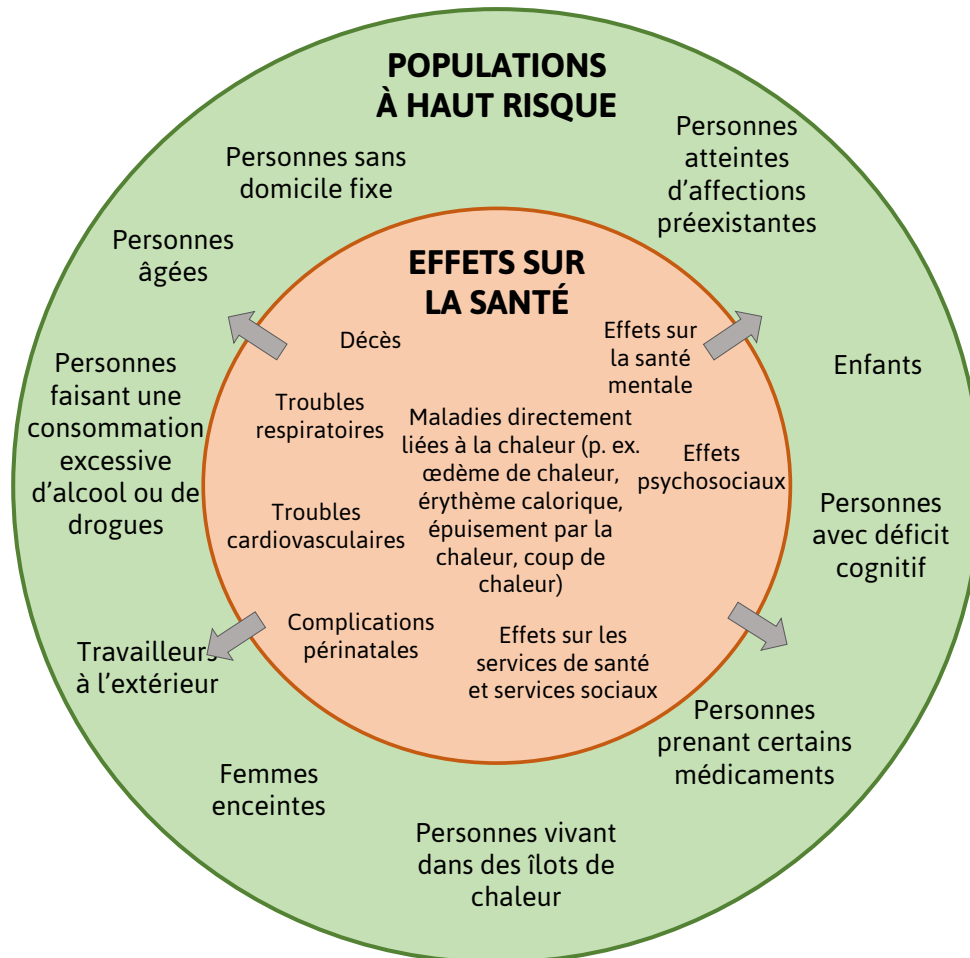 POPULATIONS
À HAUT RISQUE
Personnes sans
domicile fixe
Personnes
atteintes
d’affections
préexistantes
Personnes
âgées
Enfants
Personnes
faisant une
consommation
excessive
d’alcool ou de
drogues
Personnes
avec déficit
cognitif
Travailleurs
à l’extérieur
Personnes
prenant certains
médicaments
Femmes
enceintes
Personnes vivant
dans des îlots de
chaleur
EFFETS SUR
LA SANTÉ
Décès
Effets sur
la santé
mentale
Troubles
respiratoires
Maladies directement
liées à la chaleur (p. ex.
œdème de chaleur,
érythème calorique,
épuisement par la
chaleur, coup de
chaleur)
Effets
psychosociaux
Troubles
cardiovasculaires
Complications
périnatales
Effets sur les
services de santé
et services sociaux